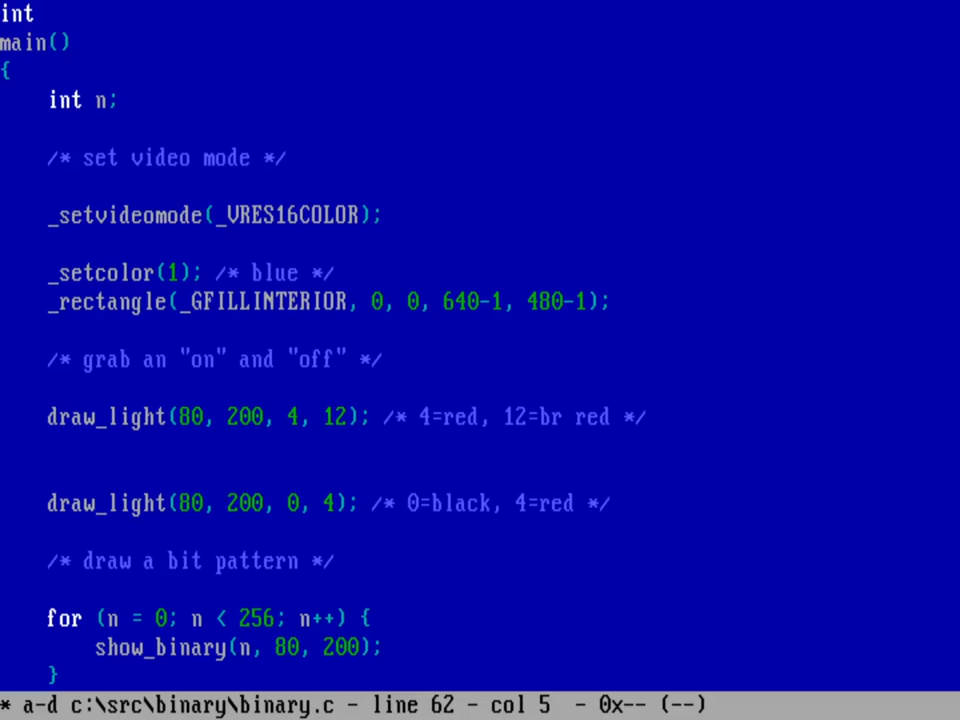 int
main()
{
    int n;
    /* set video mode */
    _setvideomode(_VRES16COLOR);
    _setcolor(1); /* blue */
    _rectangle(_GFILLINTERIOR, 0, 0, 640-1, 480-1);
    /* grab an "on" and "off" */
    draw_light(80, 200, 4, 12); /* 4=red, 12=br red */
    draw_light(80, 200, 0, 4); /* 0=black, 4=red */
    /* draw a bit pattern */
    for (n = 0; n < 256; n++) {
        show_binary(n, 80, 200);
    }
* a-d c:\src\binary\binary.c - line 62 - col 5  - 0x-- (--)